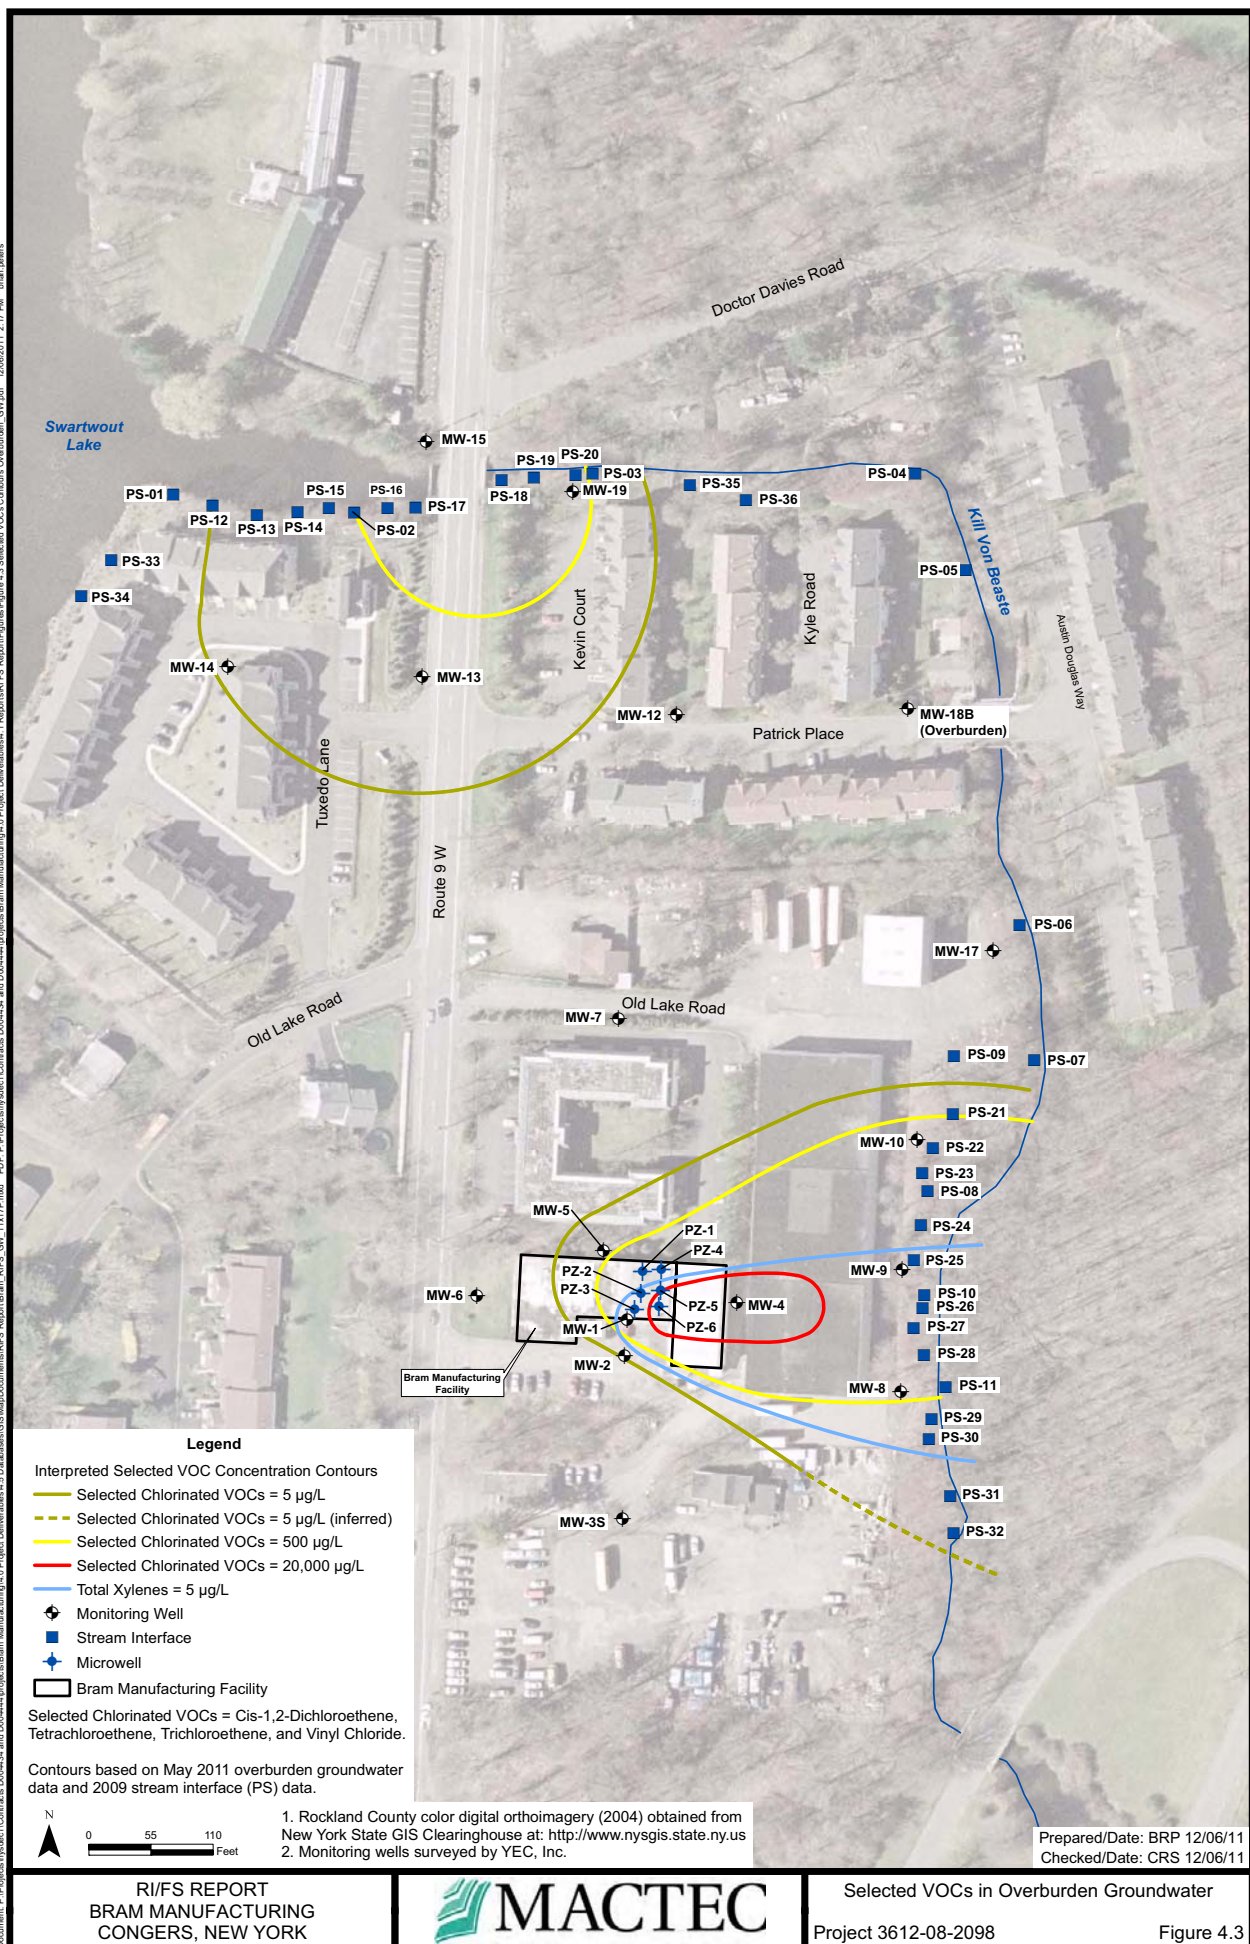 Doctor Davies Road
Swartwout
Lake
MW-15
PS-20
PS-19
PS-03
PS-04
PS-18
MW-19
PS-35
PS-36
PS-01
PS-15
PS-16
PS-17
PS-12
PS-13
PS-14
PS-02
Kill Von Beaste
PS-33
PS-34
PS-05
Kevin Court
Kyle Road
Austin Douglas Way
MW-14
MW-13
MW-12
MW-18B
(Overburden)
Patrick Place
Tuxedo Lane
Route 9 W
PS-06
MW-17
Old Lake Road
Old Lake Road
MW-7
PS-09
PS-07
PS-21
MW-10
PS-22
PS-23
PS-08
MW-5
PS-24
PZ-1
PZ-4
PZ-2
PZ-3
MW-9
PS-25
MW-6
PZ-5
MW-4
PS-10
PS-26
PZ-6
MW-1
PS-27
MW-2
PS-28
Bram Manufacturing
Facility
MW-8
PS-11
PS-29
PS-30
PS-31
MW-3S
PS-32
Legend
Interpreted Selected VOC Concentration Contours
Selected Chlorinated VOCs = 5 µg/L
Selected Chlorinated VOCs = 5 µg/L (inferred)
Selected Chlorinated VOCs = 500 µg/L
Selected Chlorinated VOCs = 20,000 µg/L
Total Xylenes = 5 µg/L
Monitoring Well
Stream Interface
Microwell
Bram Manufacturing Facility
Selected Chlorinated VOCs = Cis-1,2-Dichloroethene,
Tetrachloroethene, Trichloroethene, and Vinyl Chloride.
Contours based on May 2011 overburden groundwater
data and 2009 stream interface (PS) data.
N
0 55 110
Feet
1. Rockland County color digital orthoimagery (2004) obtained from
New York State GIS Clearinghouse at: http://www.nysgis.state.ny.us
2. Monitoring wells surveyed by YEC, Inc.
Prepared/Date: BRP 12/06/11
Checked/Date: CRS 12/06/11
RI/FS REPORT
BRAM MANUFACTURING
CONGERS, NEW YORK
MACTEC
Selected VOCs in Overburden Groundwater
Project 3612-08-2098
Figure 4.3